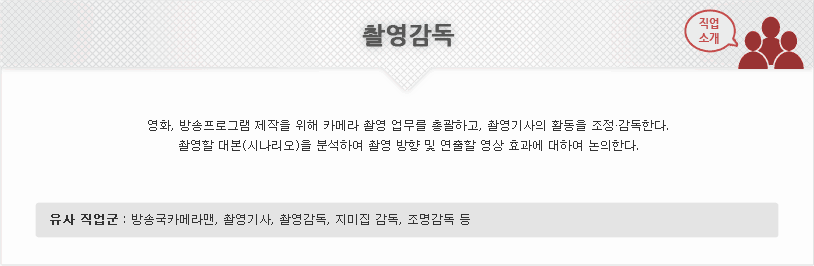 촬영감독
직업
소개
영화, 방송프로그램 제작을 위해 카메라 촬영 업무를 총괄하고, 촬영기사의 활동을 조정·감독한다.
촬영할 대본(시나리오)을 분석하여 촬영 방향 및 연출할 영상 효과에 대하여 논의한다.
유사 직업군 : 방송국카메라맨, 촬영기사, 촬영감독, 지미집 감독, 조명감독 등